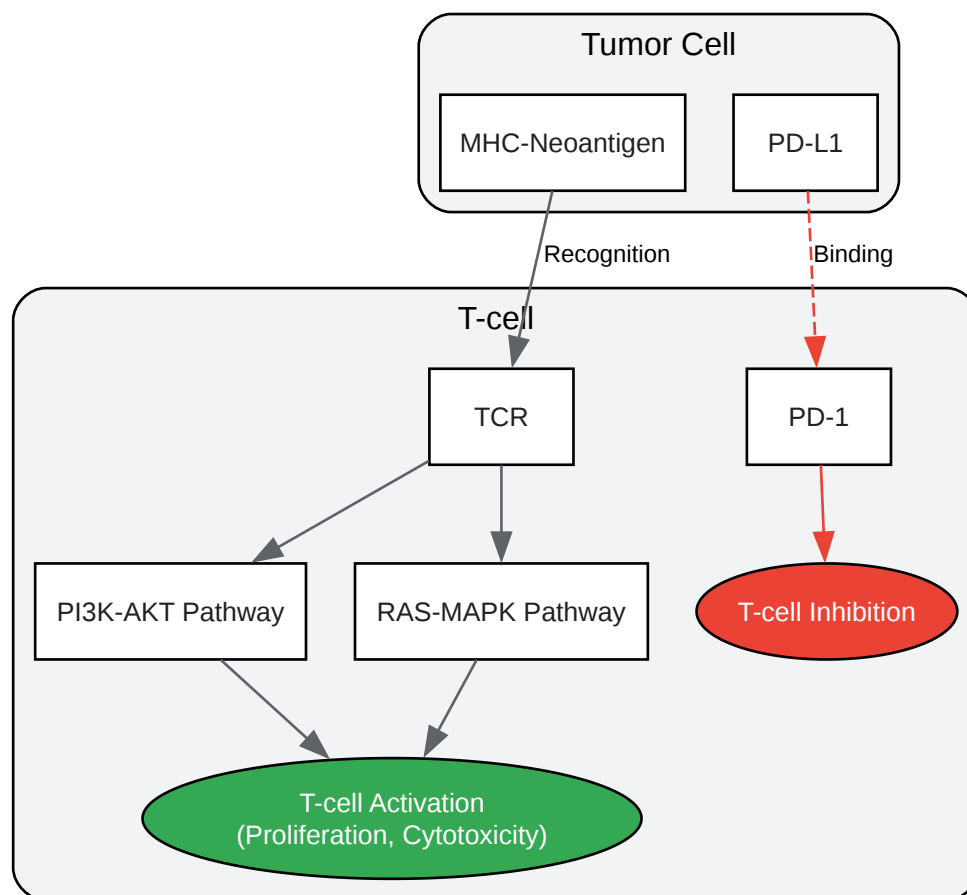 Tumor Cell
MHC-Neoantigen
PD-L1
Recognition
Binding
T-cell
TCR
PD-1
PI3K-AKT Pathway
RAS-MAPK Pathway
T-cell Inhibition
T-cell Activation
(Proliferation, Cytotoxicity)